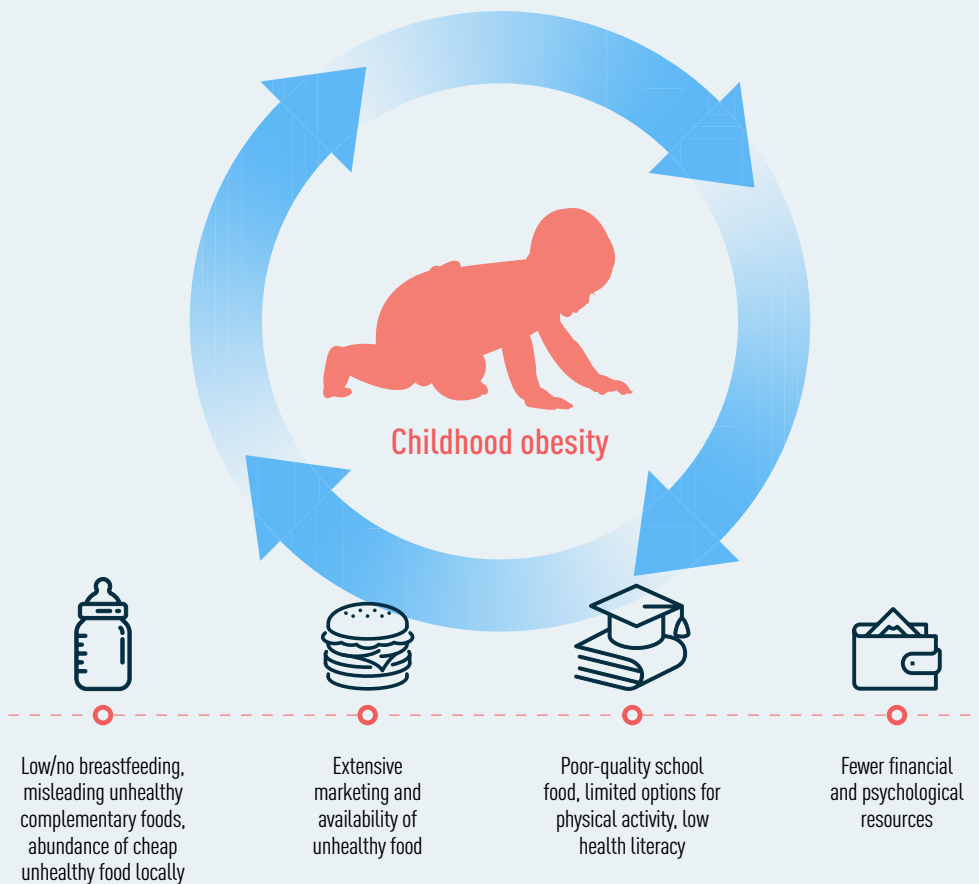 Childhood obesity
Low/no breastfeeding,
misleading unhealthy
complementary foods,
abundance of cheap
unhealthy food locally
Extensive
marketing and
availability of
unhealthy food
Poor-quality school
food, limited options for
physical activity, low
health literacy
Fewer financial
and psychological
resources